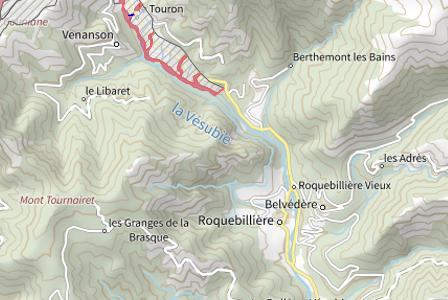 Touron
Venanson
Berthemont les Bains
le Libaret
la Vésubie
les Adrès
Roquebillière Vieux
Mont Tournairet
Belvédère
Roquebillière
les Granges de la
Brasque